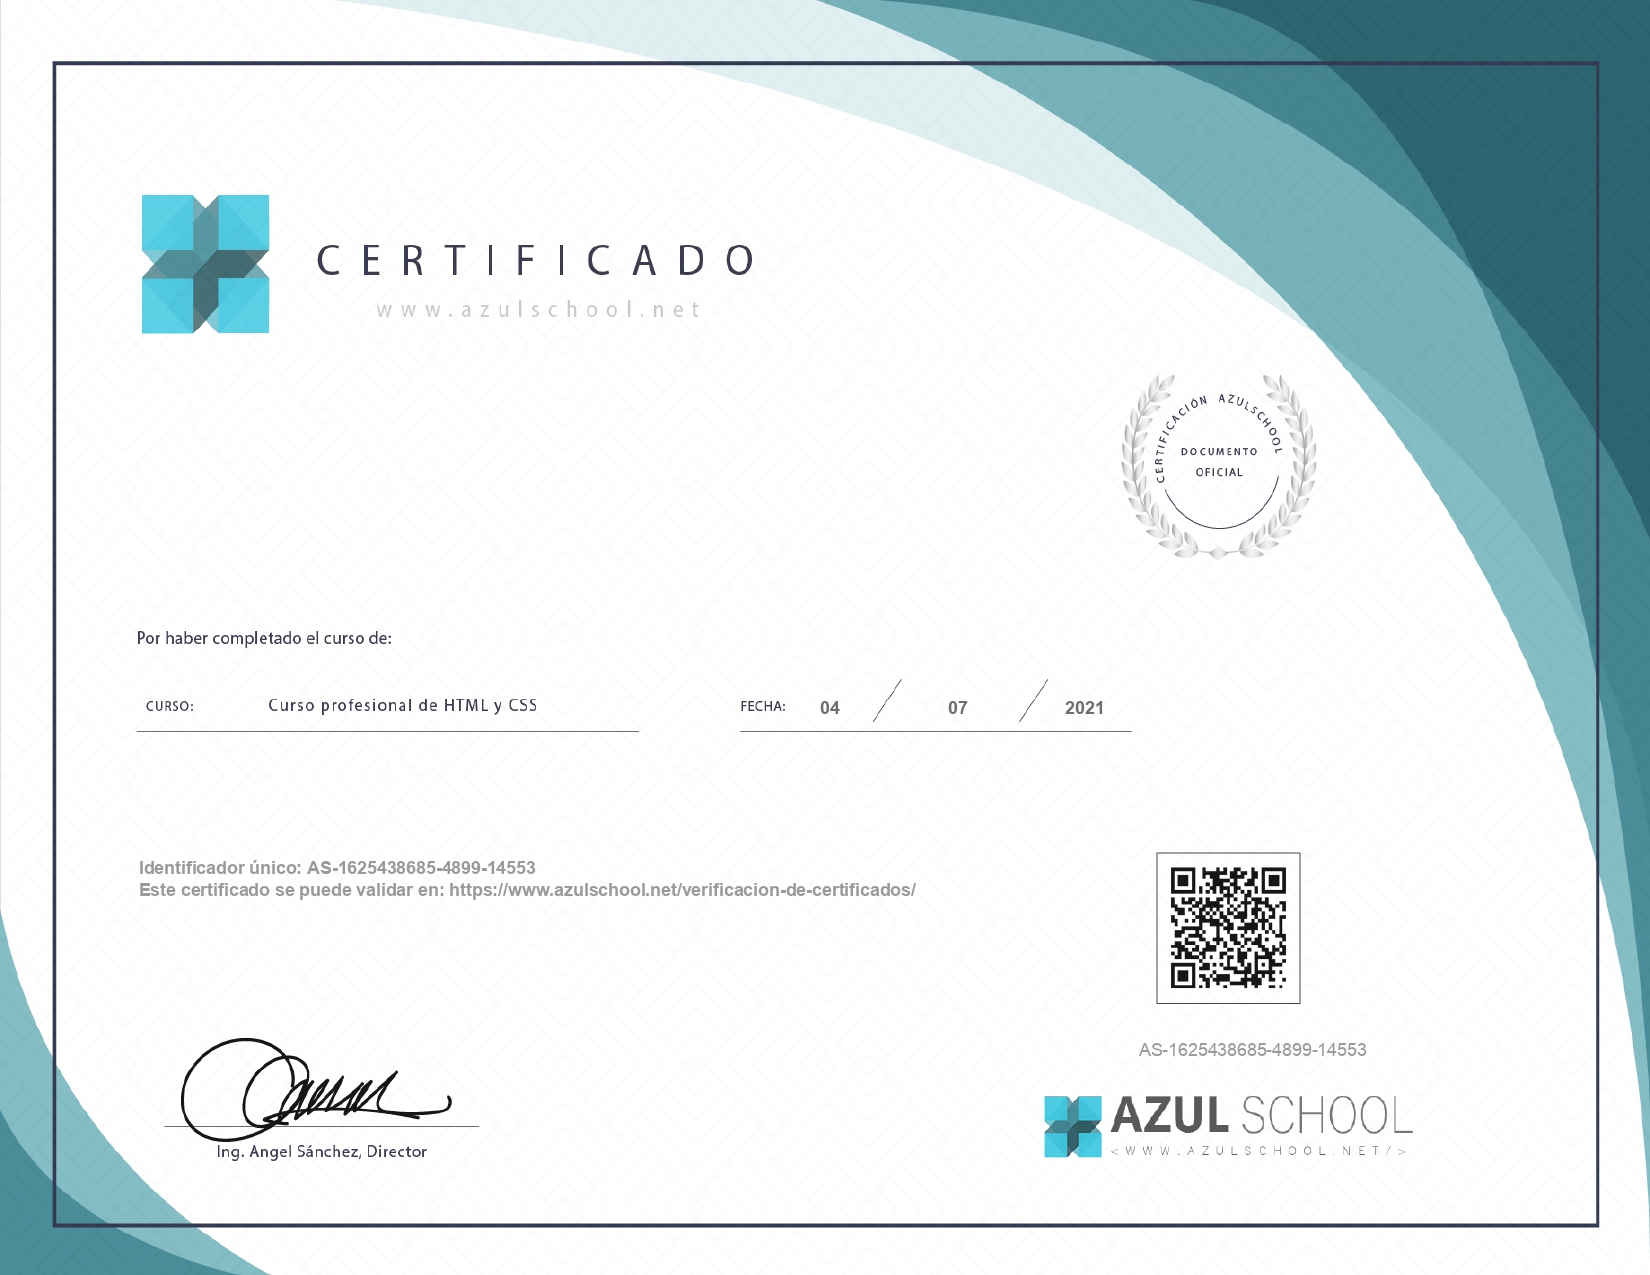 CERTIFICADO
www.azulschool.net
CERTIFICACIÓN AZULSCHOOL
DOCUMENTO
OFICIAL
Por haber completado el curso de:
CURSO: Curso profesional de HTML y CSS
FECHA: 04 / 07 / 2021
Identificador único: AS-1625438685-4899-14553
Este certificado se puede validar en: https://www.azulschool.net/verificacion-de-certificados/
AS-1625438685-4899-14553
Ing. Angel Sánchez, Director
AZUL SCHOOL
<WWW.AZULSCHOOL.NET/>